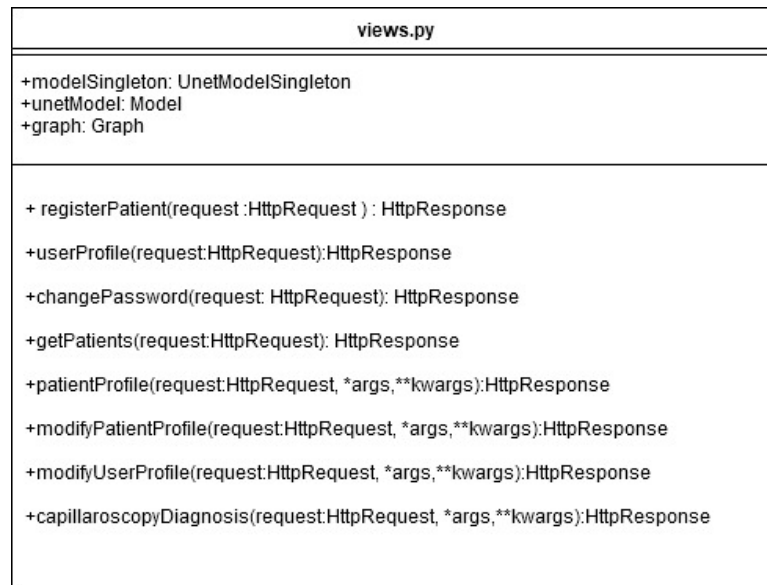 views.py
+modelSingleton: UnetModelSingleton
+unetModel: Model
+graph: Graph
+ registerPatient(request :HttpRequest ) : HttpResponse
+userProfile(request:HttpRequest):HttpResponse
+changePassword(request: HttpRequest): HttpResponse
+getPatients(request:HttpRequest): HttpResponse
+patientProfile(request:HttpRequest, *args,**kwargs):HttpResponse
+modifyPatientProfile(request:HttpRequest, *args,**kwargs):HttpResponse
+modifyUserProfile(request:HttpRequest, *args,**kwargs):HttpResponse
+capillaroscopyDiagnosis(request:HttpRequest, *args,**kwargs):HttpResponse